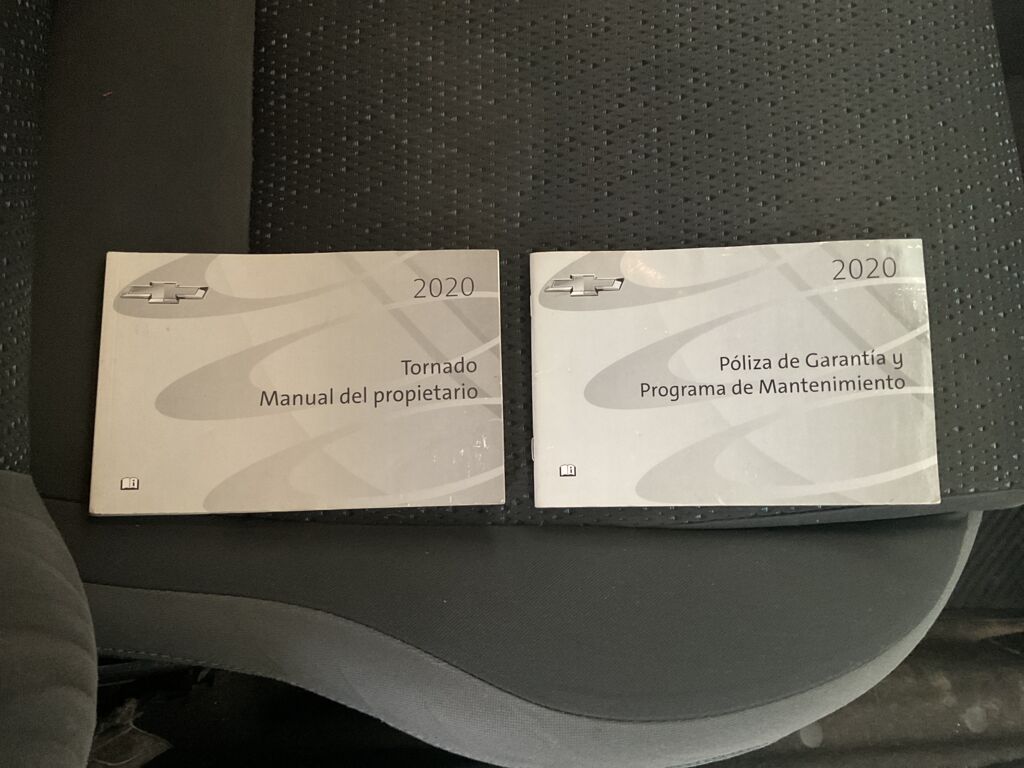 2020
Tornado
Manual del propietario
2020
Póliza de Garantía y
Programa de Mantenimiento